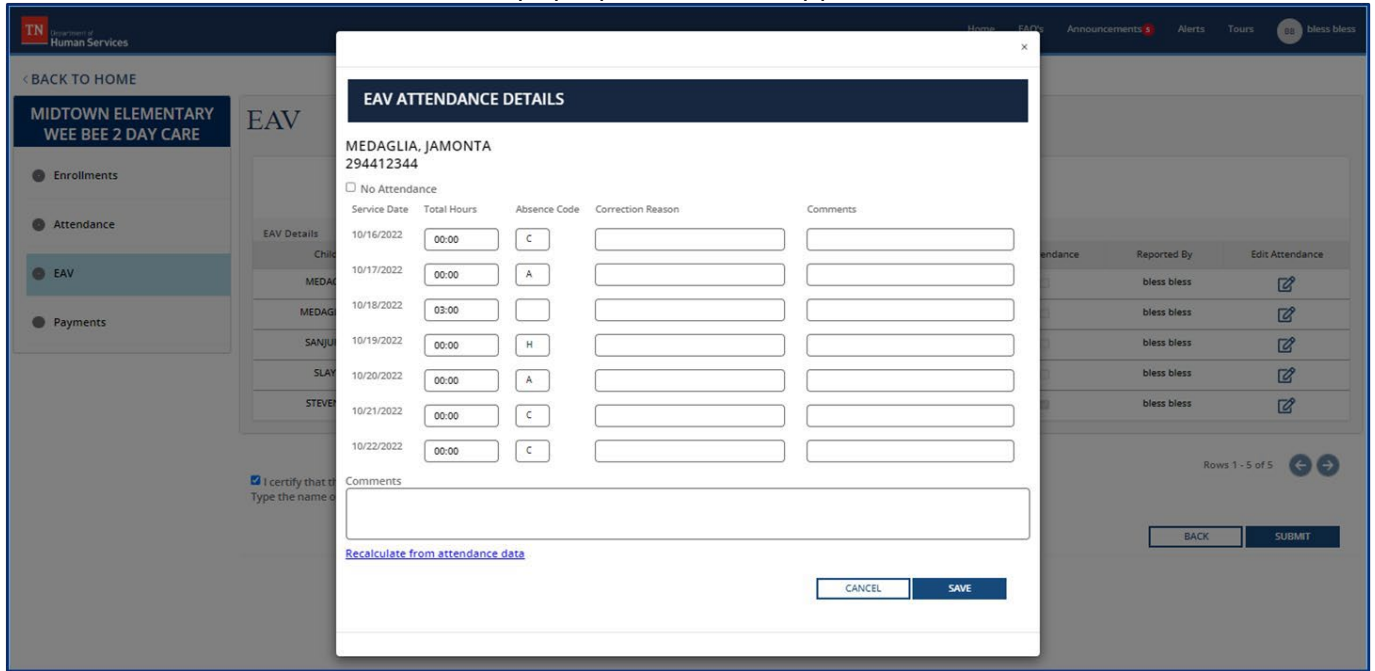 TN Department of Human Services
Home FAQ's Announcements 5 Alerts Tours BB bless bless
×
<BACK TO HOME
MIDTOWN ELEMENTARY
WEE BEE 2 DAY CARE
Enrollments
Attendance
EAV
Payments
EAV
EAV Details
Rows 1 - 5 of 5
I certify that
Type the name
BACK SUBMIT
EAV ATTENDANCE DETAILS
MEDAGLIA, JAMONTA
294412344
No Attendance
Service Date Total Hours Absence Code Correction Reason Comments
10/16/2022 00:00 C
10/17/2022 00:00 A
10/18/2022 03:00
10/19/2022 00:00 H
10/20/2022 00:00 A
10/21/2022 00:00 C
10/22/2022 00:00 C
Comments
Recalculate from attendance data
CANCEL SAVE
Reported By Edit Attendance
bless bless
bless bless
bless bless
bless bless
bless bless